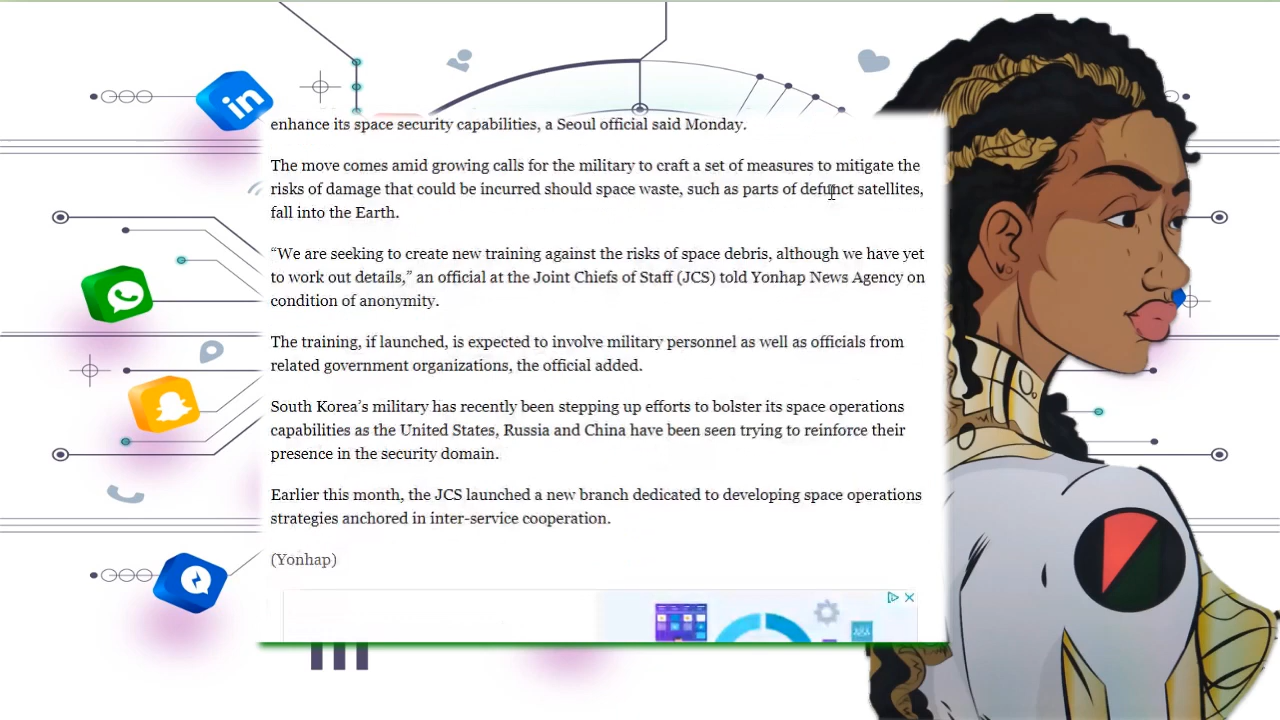 in
enhance its space security capabilities, a Seoul official said Monday.
The move comes amid growing calls for the military to craft a set of measures to mitigate the
risks of damage that could be incurred should space waste, such as parts of defunct satellites,
fall into the Earth.
“We are seeking to create new training against the risks of space debris, although we have yet
to work out details,” an official at the Joint Chiefs of Staff (JCS) told Yonhap News Agency on
condition of anonymity.
The training, if launched, is expected to involve military personnel as well as officials from
related government organizations, the official added.
South Korea’s military has recently been stepping up efforts to bolster its space operations
capabilities as the United States, Russia and China have been seen trying to reinforce their
presence in the security domain.
Earlier this month, the JCS launched a new branch dedicated to developing space operations
strategies anchored in inter-service cooperation.
(Yonhap)